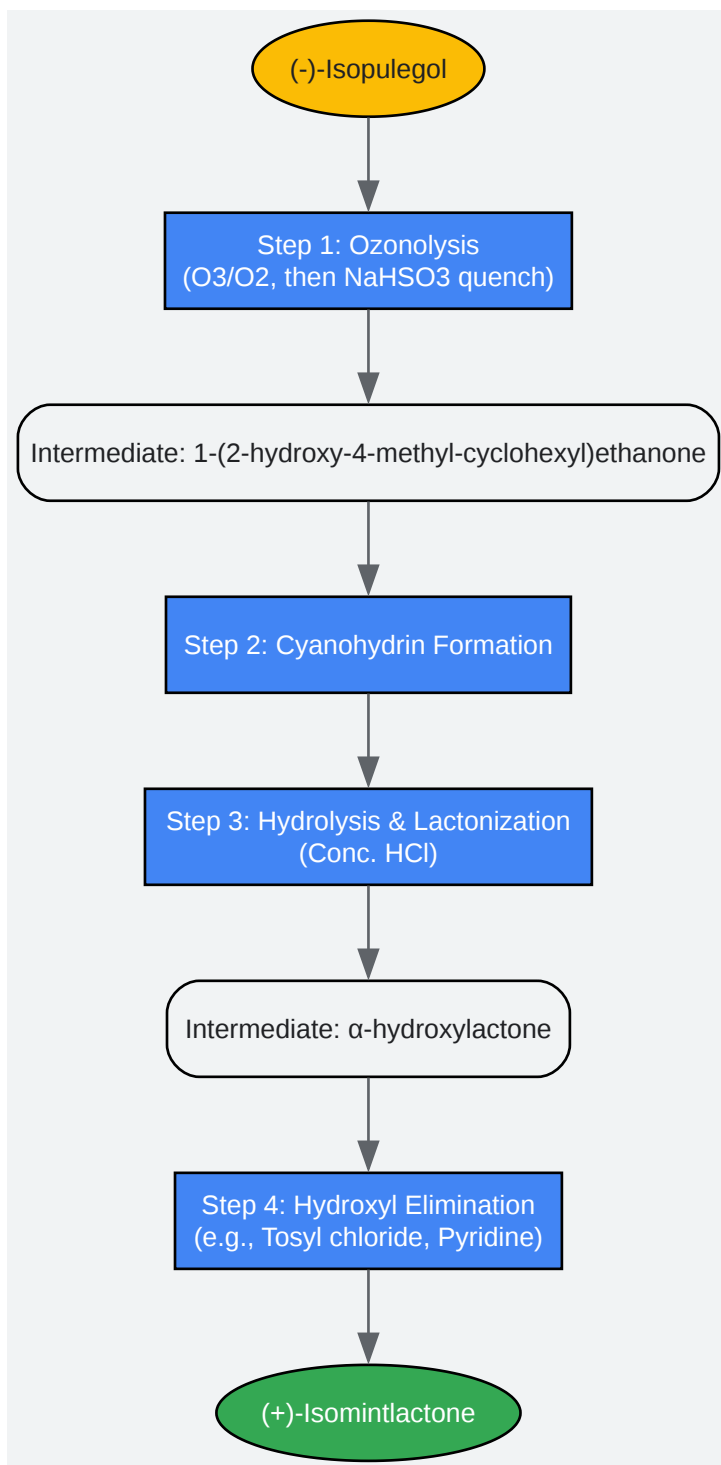 (-)-Isopulegol
Step 1: Ozonolysis
(O3/O2, then NaHSO3 quench)
Intermediate: 1-(2-hydroxy-4-methyl-cyclohexyl)ethanone
Step 2: Cyanohydrin Formation
Step 3: Hydrolysis & Lactonization
(Conc. HCl)
Intermediate: α-hydroxylactone
Step 4: Hydroxyl Elimination
(e.g., Tosyl chloride, Pyridine)
(+)-Isomintlactone